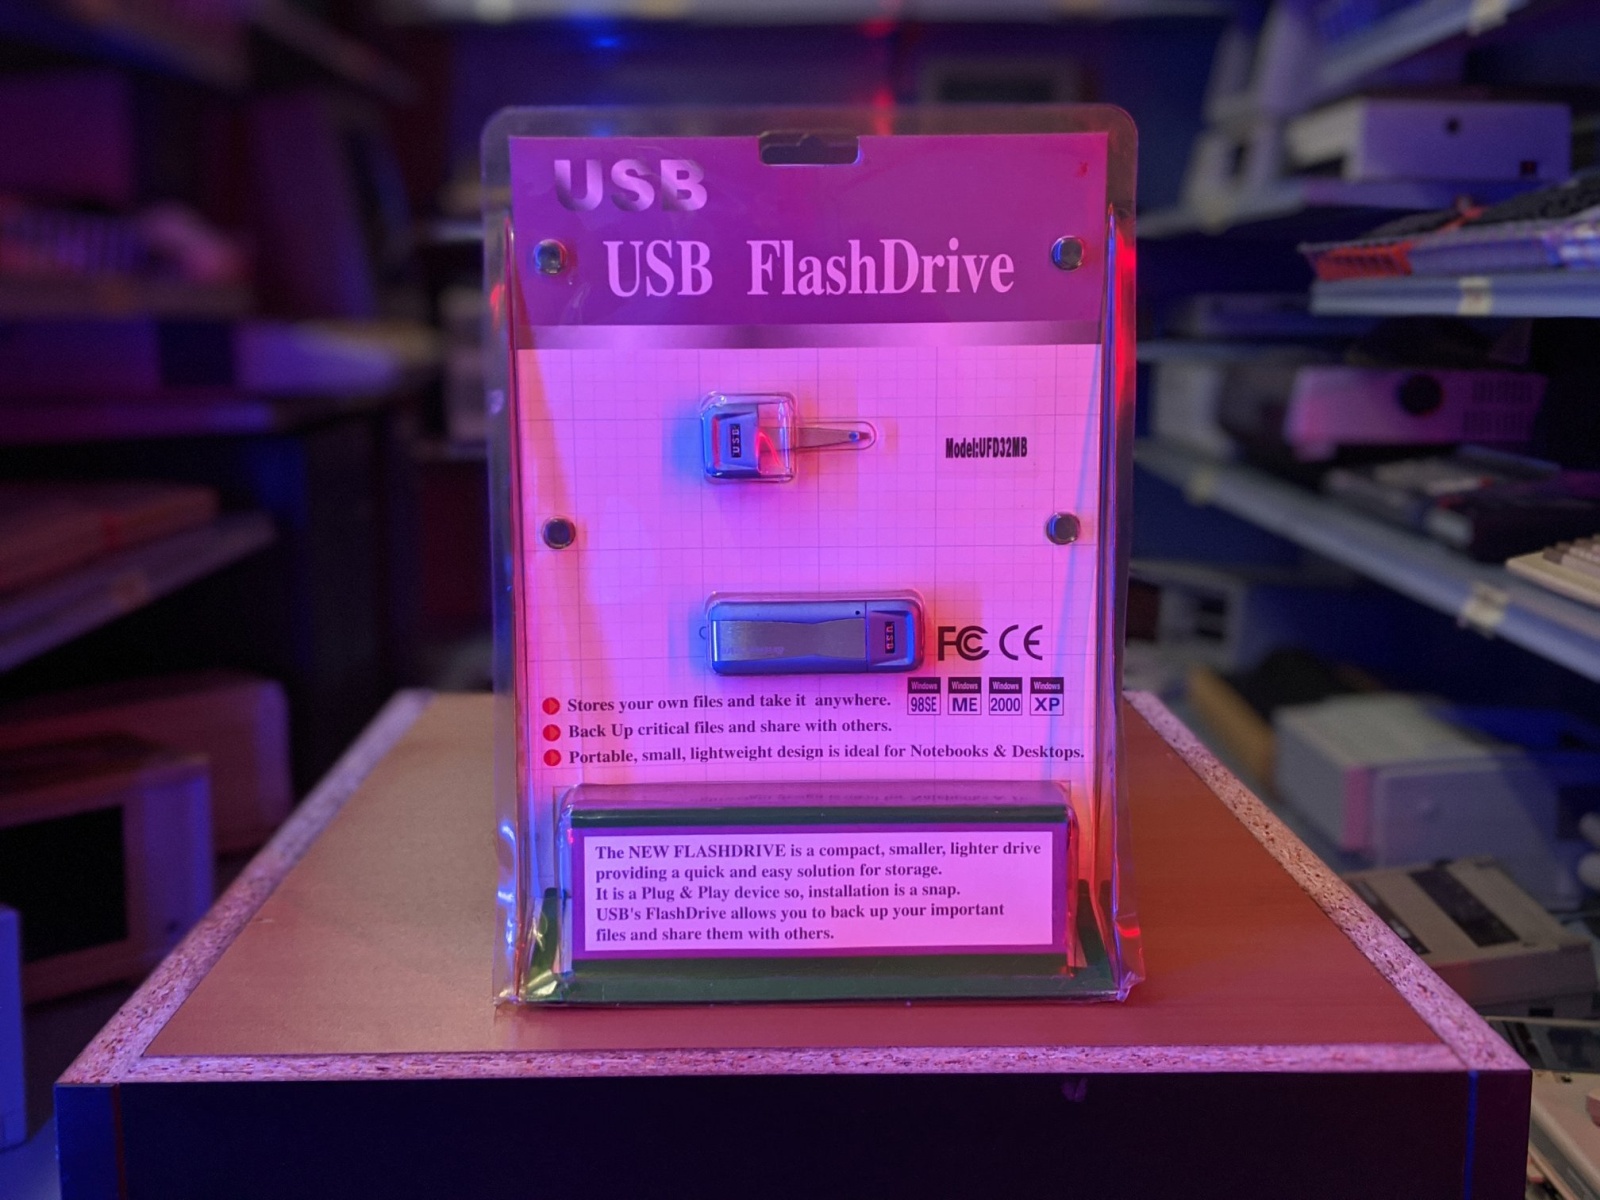 USB
USB FlashDrive
USB
Model:UFD32MB
USB
FC CE
Windows 98SE
Windows ME
Windows 2000
Windows XP
Stores your own files and take it anywhere.
Back Up critical files and share with others.
Portable, small, lightweight design is ideal for Notebooks & Desktops.
The NEW FLASHDRIVE is a compact, smaller, lighter drive
providing a quick and easy solution for storage.
It is a Plug & Play device so, installation is a snap.
USB's FlashDrive allows you to back up your important
files and share them with others.